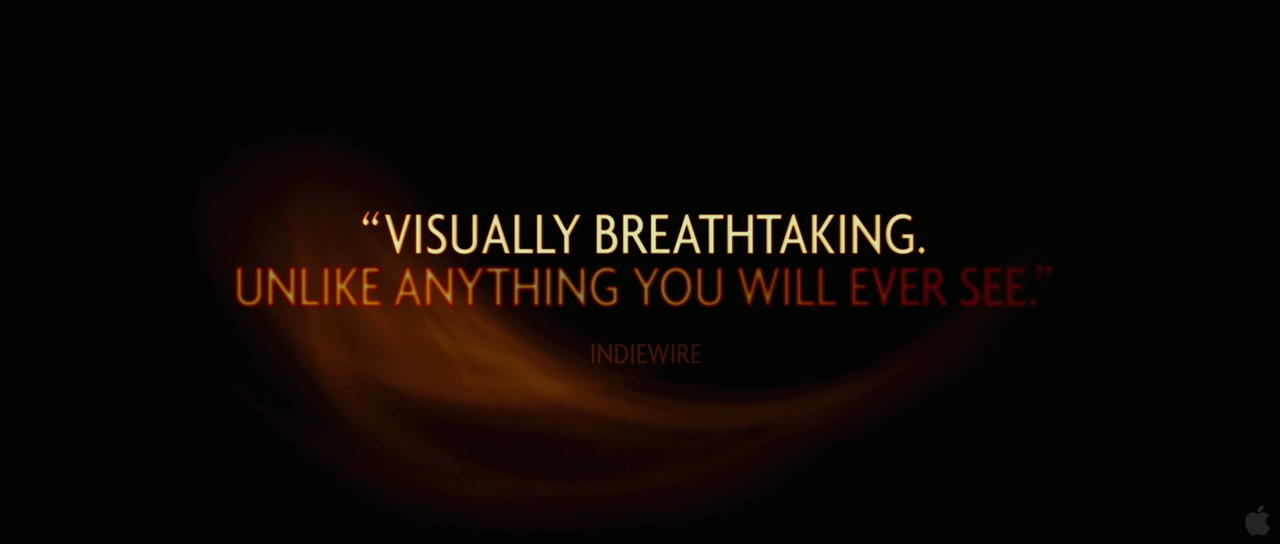 “VISUALLY BREATHTAKING.
UNLIKE ANYTHING YOU WILL EVER SEE.”
INDIEWIRE